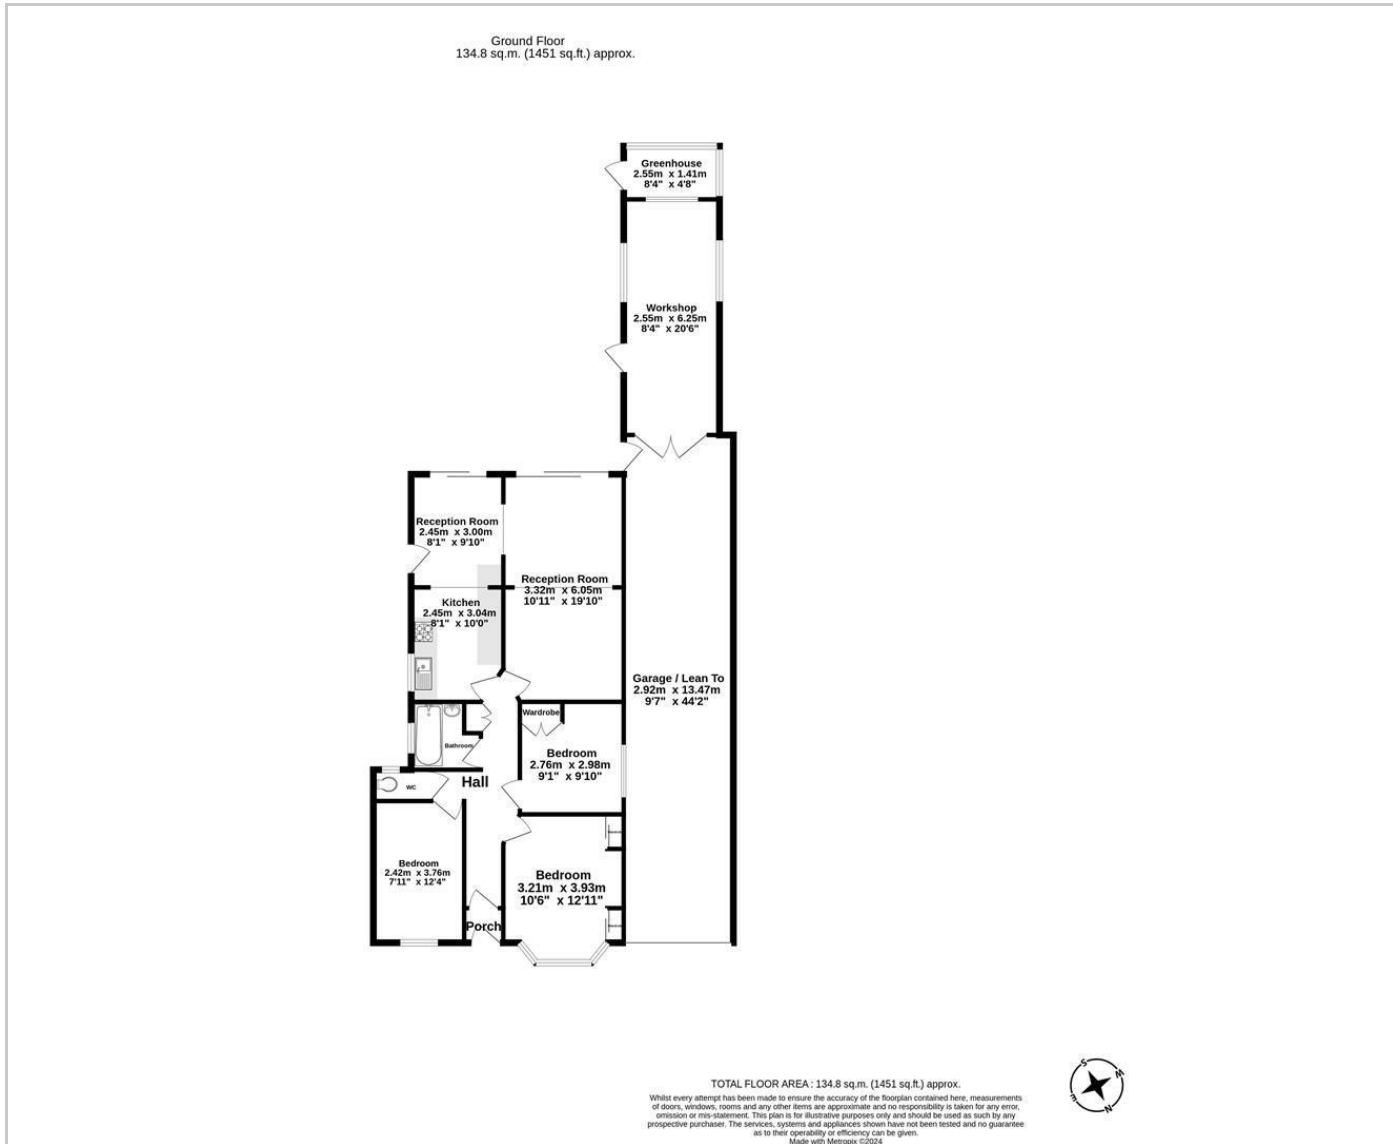 Ground Floor
134.8 sq.m. (1451 sq.ft.) approx.
Greenhouse
2.55m x 1.41m
8'4" x 4'8"
Workshop
2.55m x 6.25m
8'4" x 20'6"
Reception Room
2.45m x 3.00m
8'1" x 9'10"
Reception Room
3.32m x 6.05m
10'11" x 19'10"
Kitchen
2.45m x 3.04m
8'1" x 10'0"
Garage / Lean To
2.92m x 13.47m
9'7" x 44'2"
Wardrobe
Bathroom
Bedroom
2.76m x 2.98m
9'1" x 9'10"
Hall
WC
Bedroom
2.42m x 3.76m
7'11" x 12'4"
Bedroom
3.21m x 3.93m
10'6" x 12'11"
Porch
S
W
E
N
TOTAL FLOOR AREA : 134.8 sq.m. (1451 sq.ft.) approx.
Whilst every attempt has been made to ensure the accuracy of the floorplan contained here, measurements
of doors, windows, rooms and any other items are approximate and no responsibility is taken for any error,
omission or mis-statement. This plan is for illustrative purposes only and should be used as such by any
prospective purchaser. The services, systems and appliances shown have not been tested and no guarantee
as to their operability or efficiency can be given.
Made with Metropix ©2024